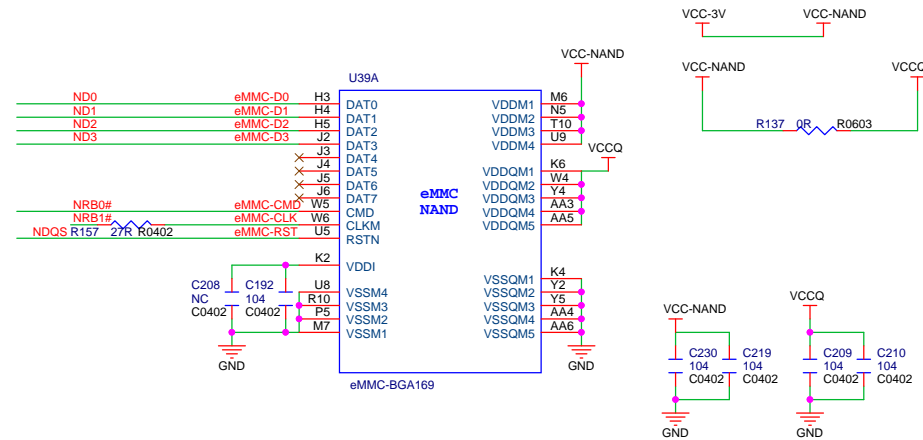 VCC-3V VCC-NAND
VCC-NAND
VCC-NAND VCCQ
U39A
ND0 eMMC-D0 H3 DAT0 VDDM1 M6
ND1 eMMC-D1 H4 DAT1 VDDM2 N5
ND2 eMMC-D2 H5 DAT2 VDDM3 T10
ND3 eMMC-D3 J2 DAT3 VDDM4 U9
R137 0R R0603
J3 DAT4
VCCQ
J4 DAT5 VDDQM1 K6
J5 DAT6 VDDQM2 W4
J6 DAT7 VDDQM3 Y4
eMMC
NAND
NRB0# eMMC-CMD W5 CMD VDDQM4 AA3
NRB1# eMMC-CLK W6 CLKM VDDQM5 AA5
NDQS R157 27R R0402 eMMC-RST U5 RSTN
K2 VDDI
VSSQM1 K4
C208 C192
NC 104
C0402 C0402
U8 VSSM4 VSSQM2 Y2
R10 VSSM3 VSSQM3 Y5
P5 VSSM2 VSSQM4 AA4
M7 VSSM1 VSSQM5 AA6
GND GND
eMMC-BGA169
VCC-NAND VCCQ
C230 C219 C209 C210
104 104 104 104
C0402 C0402 C0402 C0402
GND GND